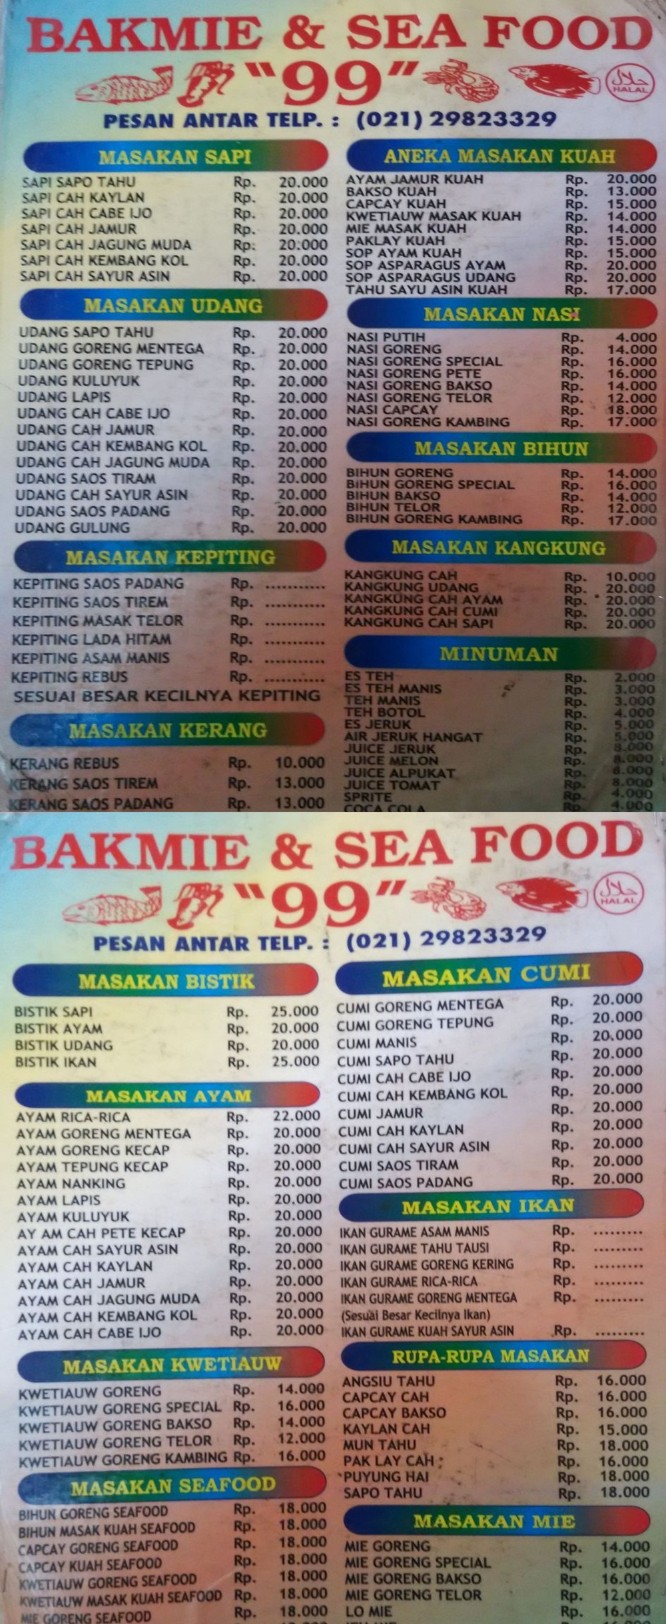 BAKMIE & SEA FOOD
"99"
HALAL
PESAN ANTAR TELP. : (021) 29823329
MASAKAN SAPI
SAPI SAPO TAHU Rp. 20.000
SAPI CAH KAYLAN Rp. 20.000
SAPI CAH CABE IJO Rp. 20.000
SAPI CAH JAMUR Rp. 20.000
SAPI CAH JAGUNG MUDA Rp. 20.000
SAPI CAH KEMBANG KOL Rp. 20.000
SAPI CAH SAYUR ASIN Rp. 20.000
MASAKAN UDANG
UDANG SAPO TAHU Rp. 20.000
UDANG GORENG MENTEGA Rp. 20.000
UDANG GORENG TEPUNG Rp. 20.000
UDANG KULUYUK Rp. 20.000
UDANG LAPIS Rp. 20.000
UDANG CAH CABE IJO Rp. 20.000
UDANG CAH JAMUR Rp. 20.000
UDANG CAH KEMBANG KOL Rp. 20.000
UDANG CAH JAGUNG MUDA Rp. 20.000
UDANG SAOS TIRAM Rp. 20.000
UDANG CAH SAYUR ASIN Rp. 20.000
UDANG SAOS PADANG Rp. 20.000
UDANG GULUNG Rp. 20.000
MASAKAN KEPITING
KEPITING SAOS PADANG Rp. ...........
KEPITING SAOS TIREM Rp. ...........
KEPITING MASAK TELOR Rp. ...........
KEPITING LADA HITAM Rp. ...........
KEPITING ASAM MANIS Rp. ...........
KEPITING REBUS Rp. ...........
SESUAI BESAR KECILNYA KEPITING
MASAKAN KERANG
KERANG REBUS Rp. 10.000
KERANG SAOS TIREM Rp. 13.000
KERANG SAOS PADANG Rp. 13.000
ANEKA MASAKAN KUAH
AYAM JAMUR KUAH Rp. 20.000
BAKSO KUAH Rp. 13.000
CAPCAY KUAH Rp. 15.000
KWETIAUW MASAK KUAH Rp. 14.000
MIE MASAK KUAH Rp. 14.000
PAKLAY KUAH Rp. 15.000
SOP AYAM KUAH Rp. 15.000
SOP ASPARAGUS AYAM Rp. 20.000
SOP ASPARAGUS UDANG Rp. 20.000
TAHU SAYU ASIN KUAH Rp. 17.000
MASAKAN NASI
NASI PUTIH Rp. 4.000
NASI GORENG Rp. 14.000
NASI GORENG SPECIAL Rp. 16.000
NASI GORENG PETE Rp. 16.000
NASI GORENG BAKSO Rp. 14.000
NASI GORENG TELOR Rp. 12.000
NASI CAPCAY Rp. 18.000
NASI GORENG KAMBING Rp. 17.000
MASAKAN BIHUN
BIHUN GORENG Rp. 14.000
BIHUN GORENG SPECIAL Rp. 16.000
BIHUN BAKSO Rp. 14.000
BIHUN TELOR Rp. 12.000
BIHUN GORENG KAMBING Rp. 17.000
MASAKAN KANGKUNG
KANGKUNG CAH Rp. 10.000
KANGKUNG UDANG Rp. 20.000
KANGKUNG CAH AYAM Rp. 20.000
KANGKUNG CAH CUMI Rp. 20.000
KANGKUNG CAH SAPI Rp. 20.000
MINUMAN
ES TEH Rp. 2.000
ES TEH MANIS Rp. 3.000
TEH MANIS Rp. 3.000
TEH BOTOL Rp. 4.000
ES JERUK Rp. 5.000
AIR JERUK HANGAT Rp. 5.000
JUICE JERUK Rp. 8.000
JUICE MELON Rp. 8.000
JUICE ALPUKAT Rp. 8.000
JUICE TOMAT Rp. 8.000
SPRITE Rp. 4.000
COCA COLA Rp. 4.000
BAKMIE & SEA FOOD
"99"
HALAL
PESAN ANTAR TELP. : (021) 29823329
MASAKAN BISTIK
BISTIK SAPI Rp. 25.000
BISTIK AYAM Rp. 20.000
BISTIK UDANG Rp. 20.000
BISTIK IKAN Rp. 25.000
MASAKAN AYAM
AYAM RICA-RICA Rp. 22.000
AYAM GORENG MENTEGA Rp. 20.000
AYAM GORENG KECAP Rp. 20.000
AYAM TEPUNG KECAP Rp. 20.000
AYAM NANKING Rp. 20.000
AYAM LAPIS Rp. 20.000
AYAM KULUYUK Rp. 20.000
AY AM CAH PETE KECAP Rp. 20.000
AYAM CAH SAYUR ASIN Rp. 20.000
AYAM CAH KAYLAN Rp. 20.000
AYAM CAH JAMUR Rp. 20.000
AYAM CAH JAGUNG MUDA Rp. 20.000
AYAM CAH KEMBANG KOL Rp. 20.000
AYAM CAH CABE IJO Rp. 20.000
MASAKAN KWETIAUW
KWETIAUW GORENG Rp. 14.000
KWETIAUW GORENG SPECIAL Rp. 16.000
KWETIAUW GORENG BAKSO Rp. 14.000
KWETIAUW GORENG TELOR Rp. 12.000
KWETIAUW GORENG KAMBING Rp. 16.000
MASAKAN SEAFOOD
BIHUN GORENG SEAFOOD Rp. 18.000
BIHUN MASAK KUAH SEAFOOD Rp. 18.000
CAPCAY GORENG SEAFOOD Rp. 18.000
CAPCAY KUAH SEAFOOD Rp. 18.000
KWETIAUW GORENG SEAFOOD Rp. 18.000
KWETIAUW MASAK KUAH SEAFOOD Rp. 18.000
MIE GORENG SEAFOOD Rp. 18.000
MASAKAN CUMI
CUMI GORENG MENTEGA Rp. 20.000
CUMI GORENG TEPUNG Rp. 20.000
CUMI MANIS Rp. 20.000
CUMI SAPO TAHU Rp. 20.000
CUMI CAH CABE IJO Rp. 20.000
CUMI CAH KEMBANG KOL Rp. 20.000
CUMI JAMUR Rp. 20.000
CUMI CAH KAYLAN Rp. 20.000
CUMI CAH SAYUR ASIN Rp. 20.000
CUMI SAOS TIRAM Rp. 20.000
CUMI SAOS PADANG Rp. 20.000
MASAKAN IKAN
IKAN GURAME ASAM MANIS Rp. .........
IKAN GURAME TAHU TAUSI Rp. .........
IKAN GURAME GORENG KERING Rp. .........
IKAN GURAME RICA-RICA Rp. .........
IKAN GURAME GORENG MENTEGA Rp. .........
(Sesuai Besar Kecilnya Ikan)
IKAN GURAME KUAH SAYUR ASIN Rp. .........
RUPA-RUPA MASAKAN
ANGSIU TAHU Rp. 16.000
CAPCAY CAH Rp. 16.000
CAPCAY BAKSO Rp. 16.000
KAYLAN CAH Rp. 15.000
MUN TAHU Rp. 18.000
PAK LAY CAH Rp. 16.000
PUYUNG HAI Rp. 18.000
SAPO TAHU Rp. 18.000
MASAKAN MIE
MIE GORENG Rp. 14.000
MIE GORENG SPECIAL Rp. 16.000
MIE GORENG BAKSO Rp. 16.000
MIE GORENG TELOR Rp. 12.000
LO MIE Rp. 16.000